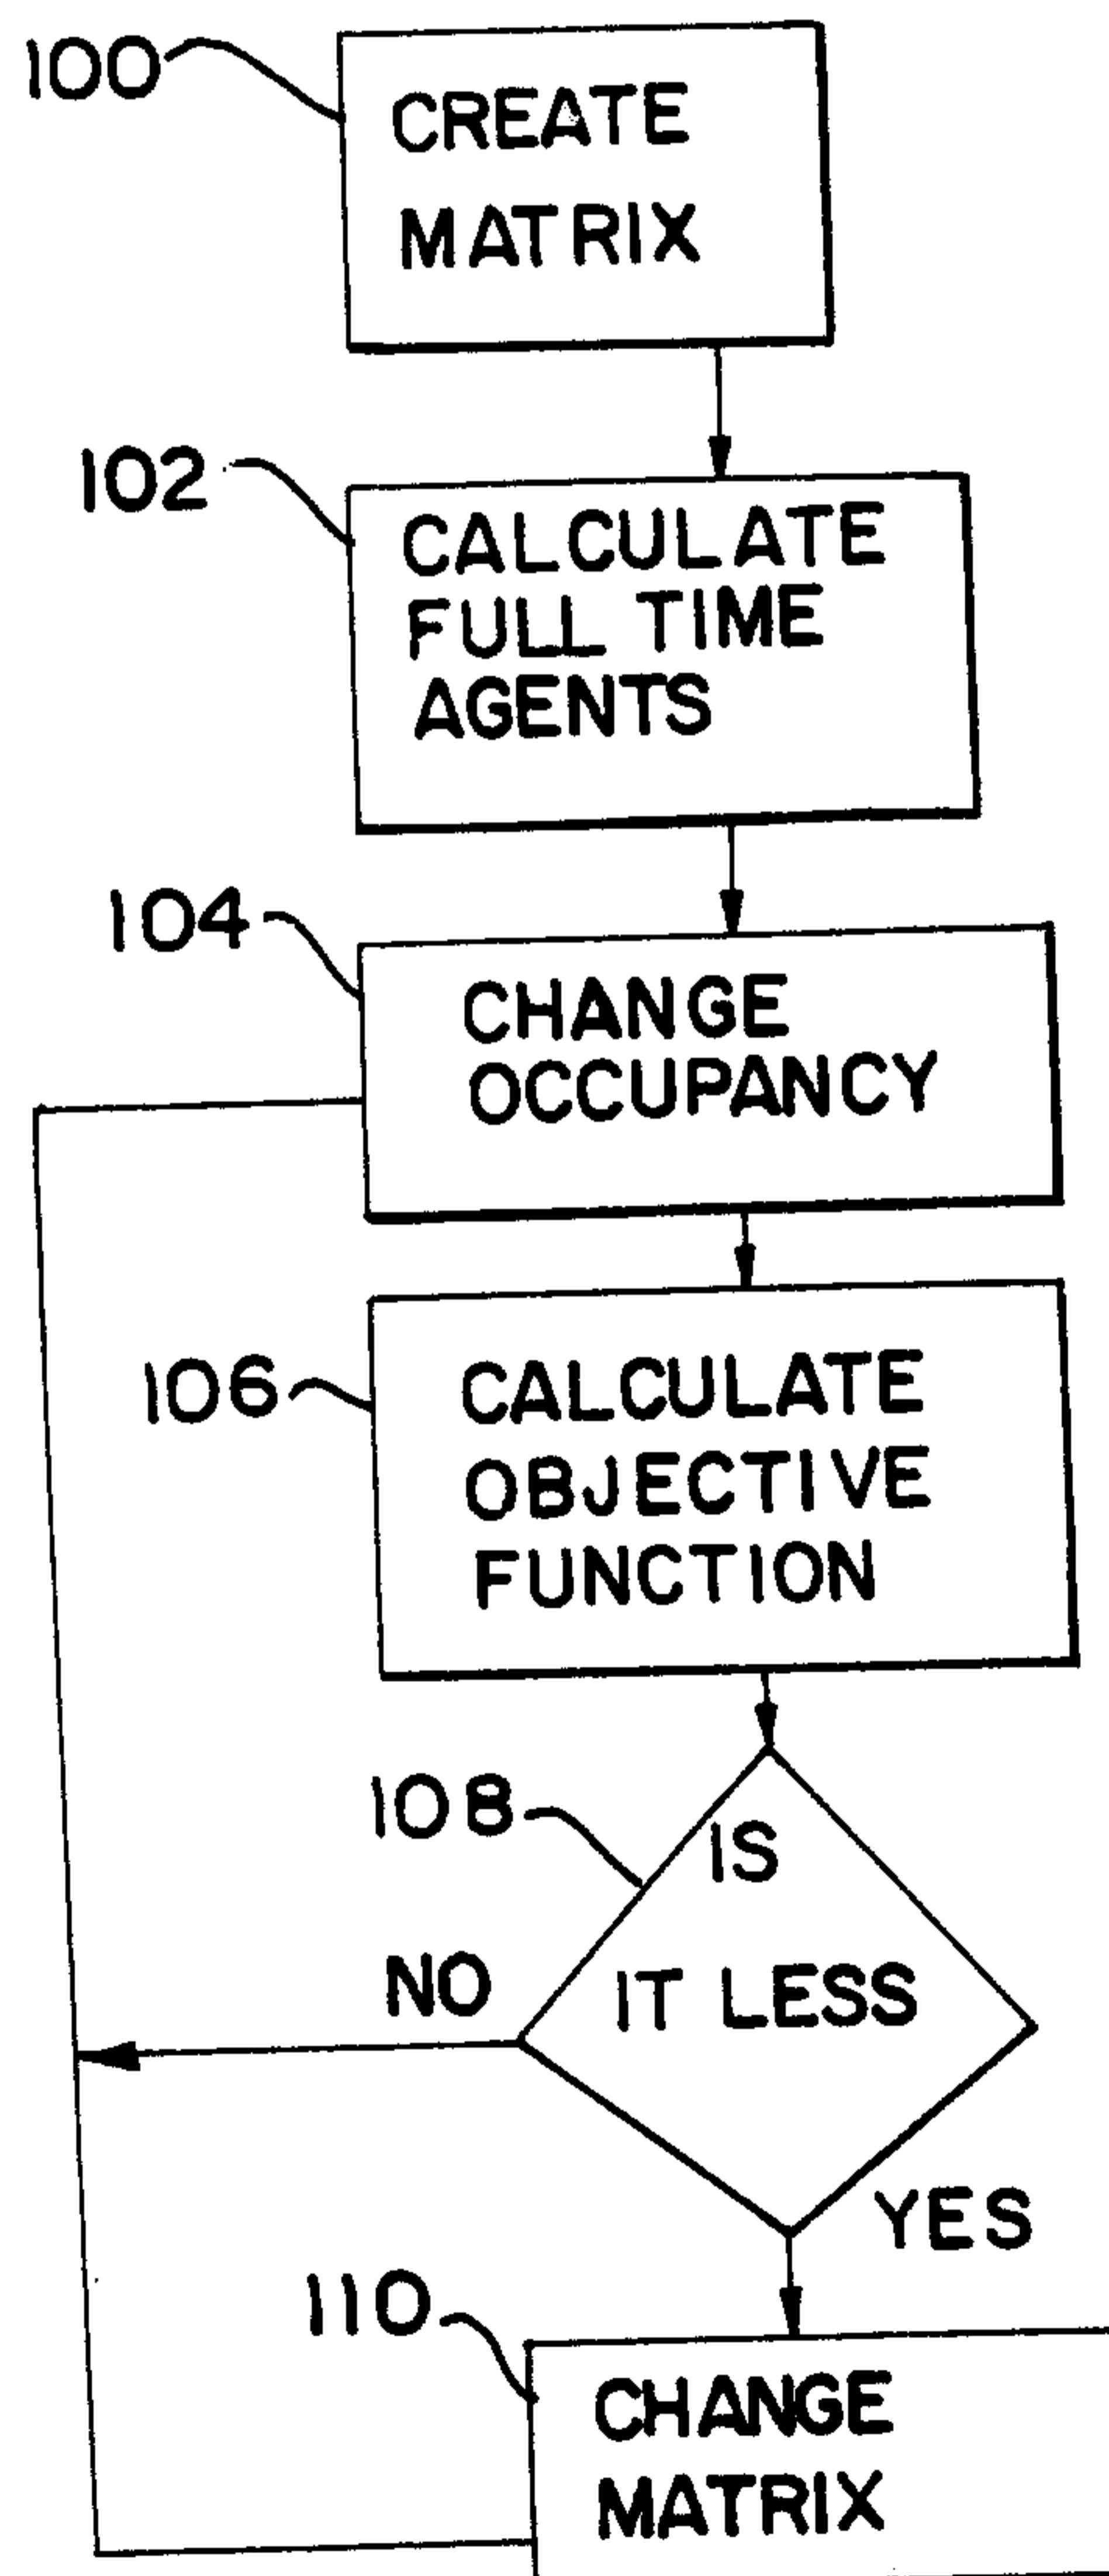 100
CREATE
MATRIX
102
CALCULATE
FULL TIME
AGENTS
104
CHANGE
OCCUPANCY
106
CALCULATE
OBJECTIVE
FUNCTION
108
IS
IT LESS
NO
YES
110
CHANGE
MATRIX